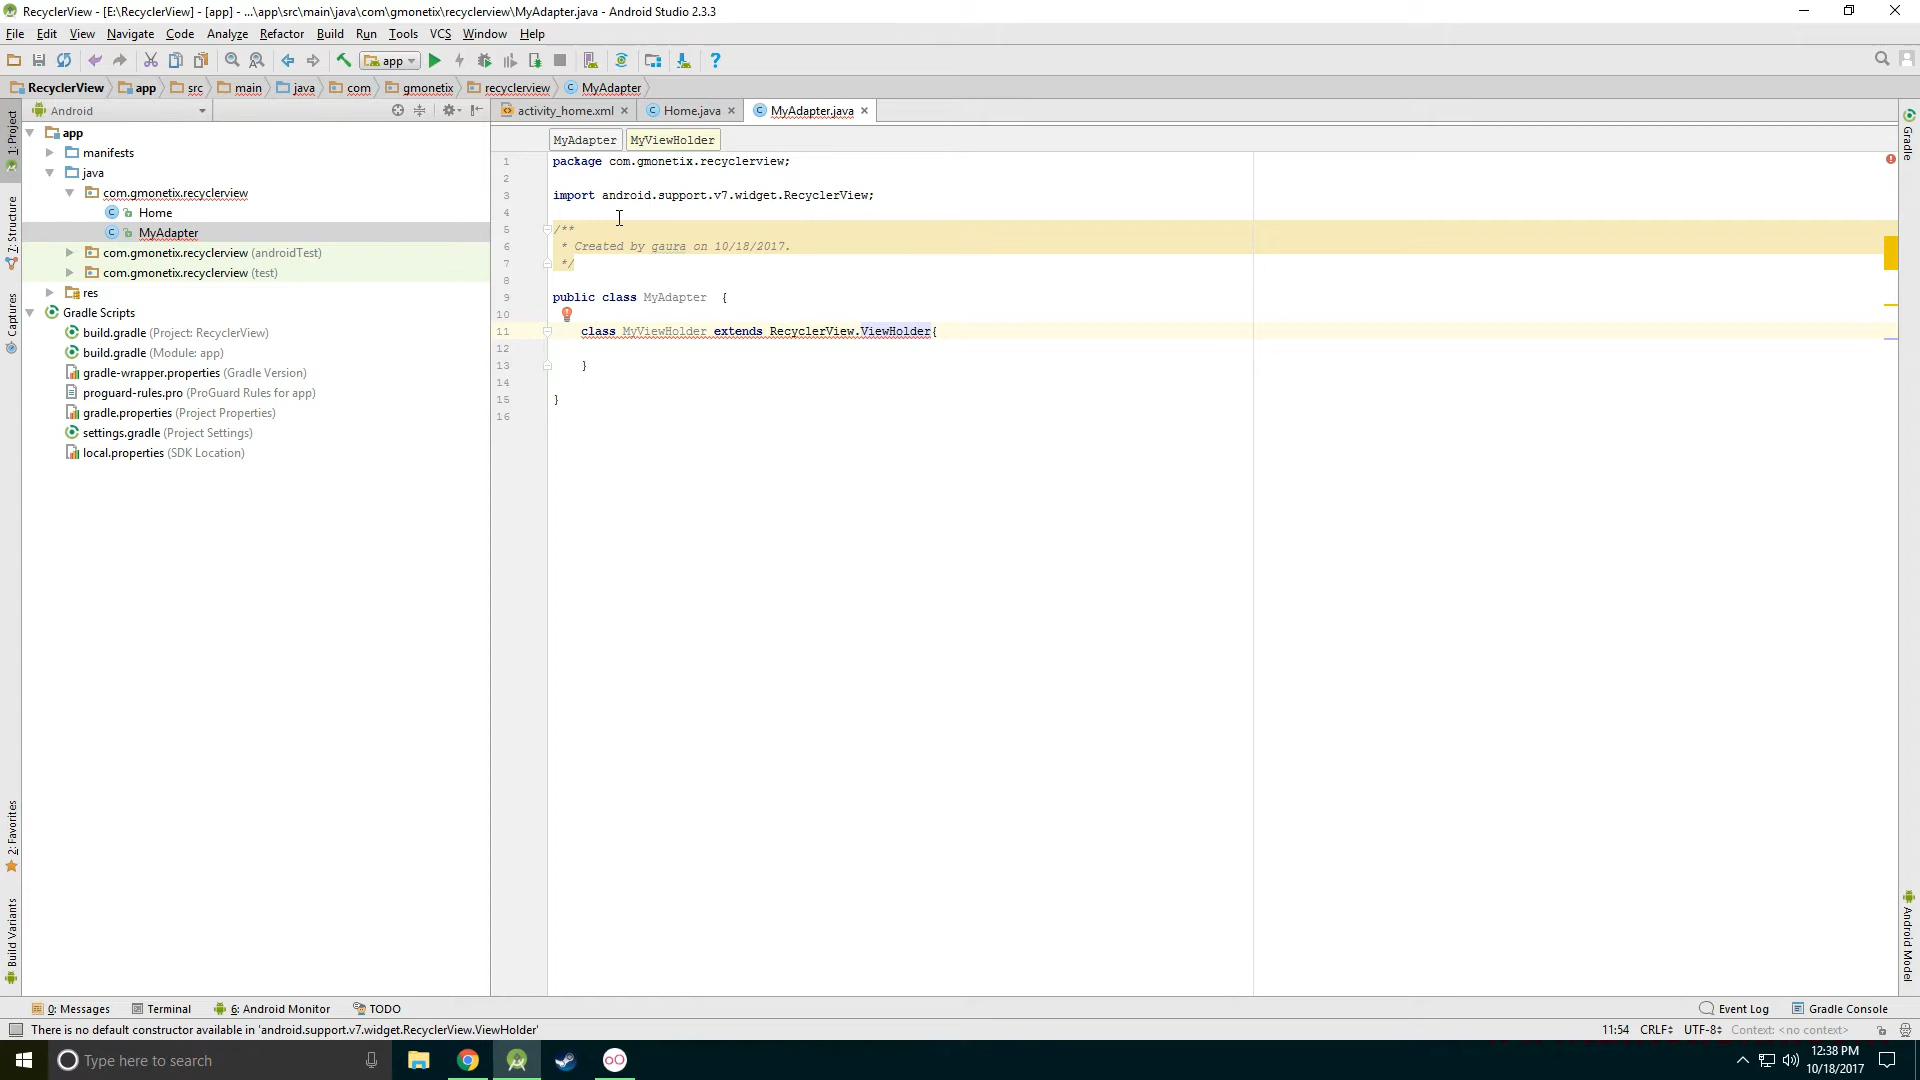 RecyclerView - [E:\RecyclerView] - [app] - ...\app\src\main\java\com\gmonetix\recyclerview\MyAdapter.java - Android Studio 2.3.3
File Edit View Navigate Code Analyze Refactor Build Run Tools VCS Window Help
app
RecyclerView app src main java com gmonetix recyclerview MyAdapter
Android
activity_home.xml Home.java MyAdapter.java
MyAdapter MyViewHolder
app
manifests
java
com.gmonetix.recyclerview
Home
MyAdapter
com.gmonetix.recyclerview (androidTest)
com.gmonetix.recyclerview (test)
res
Gradle Scripts
build.gradle (Project: RecyclerView)
build.gradle (Module: app)
gradle-wrapper.properties (Gradle Version)
proguard-rules.pro (ProGuard Rules for app)
gradle.properties (Project Properties)
settings.gradle (Project Settings)
local.properties (SDK Location)
1: Project
7: Structure
Captures
2: Favorites
Build Variants
1 package com.gmonetix.recyclerview;
2
3 import android.support.v7.widget.RecyclerView;
4
5 /**
6 * Created by gaura on 10/18/2017.
7 */
8
9 public class MyAdapter {
10
11 class MyViewHolder extends RecyclerView.ViewHolder{
12
13 }
14
15 }
16
Gradle
Android Model
0: Messages Terminal 6: Android Monitor TODO Event Log Gradle Console
There is no default constructor available in 'android.support.v7.widget.RecyclerView.ViewHolder' 11:54 CRLF UTF-8 Context: <no context>
Type here to search
12:38 PM
10/18/2017